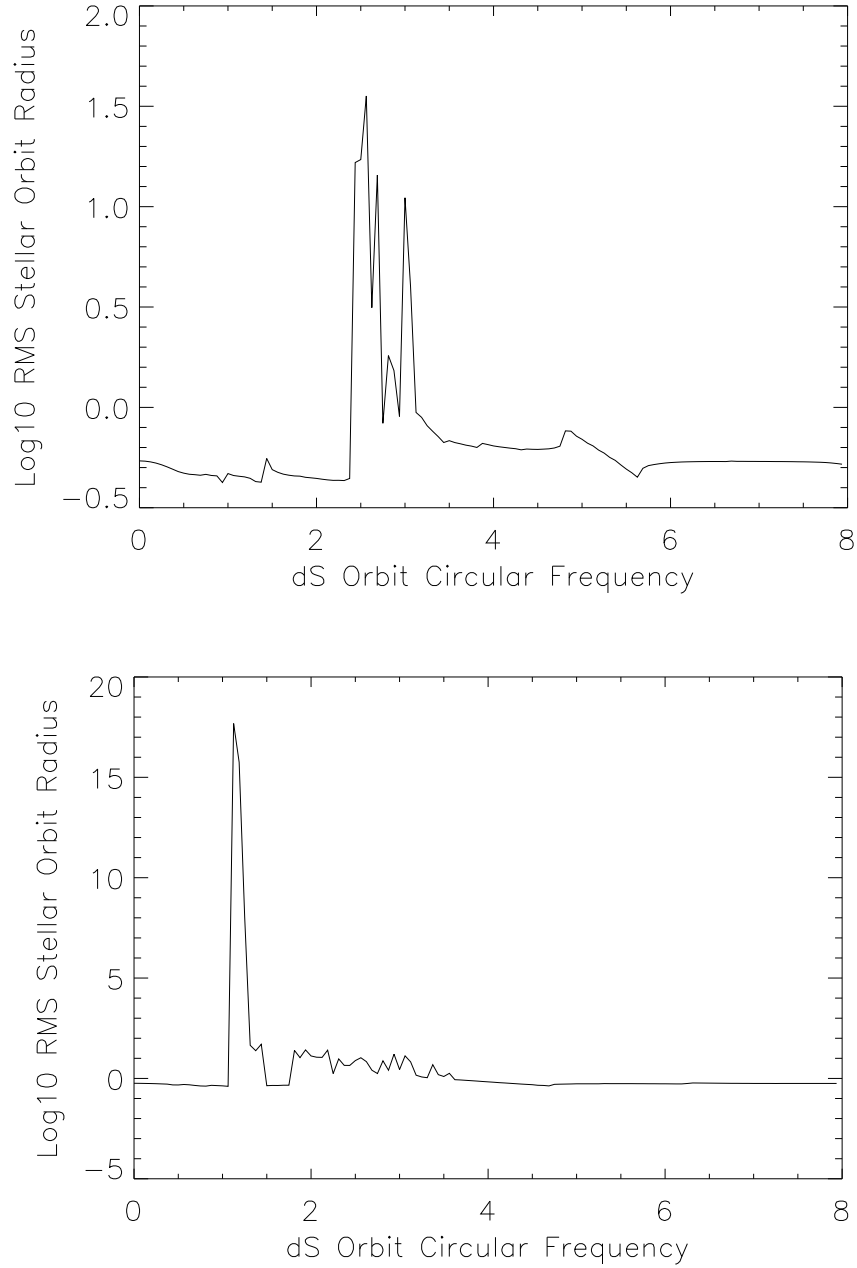 2.0
1.5
1.0
0.5
0.0
−0.5
Log10 RMS Stellar Orbit Radius
0 2 4 6 8
dS Orbit Circular Frequency
20
15
10
5
0
−5
Log10 RMS Stellar Orbit Radius
0 2 4 6 8
dS Orbit Circular Frequency